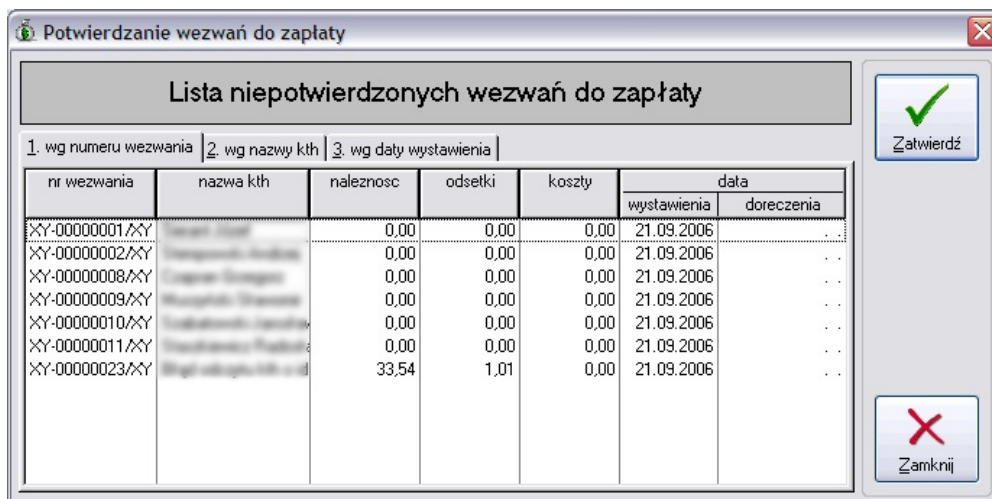 Potwierdzanie wezwań do zapłaty
Lista niepotwierdzonych wezwań do zapłaty
Zatwierdź
1. wg numeru wezwania 2. wg nazwy kth 3. wg daty wystawienia
nr wezwania nazwa kth naleznosc odsetki koszty data
wystawienia doreczenia
XY-00000001/XY 0,00 0,00 0,00 21.09.2006 . .
XY-00000002/XY 0,00 0,00 0,00 21.09.2006 . .
XY-00000008/XY 0,00 0,00 0,00 21.09.2006 . .
XY-00000009/XY 0,00 0,00 0,00 21.09.2006 . .
XY-00000010/XY 0,00 0,00 0,00 21.09.2006 . .
XY-00000011/XY 0,00 0,00 0,00 21.09.2006 . .
XY-00000023/XY 33,54 1,01 0,00 21.09.2006 . .
Zamknij